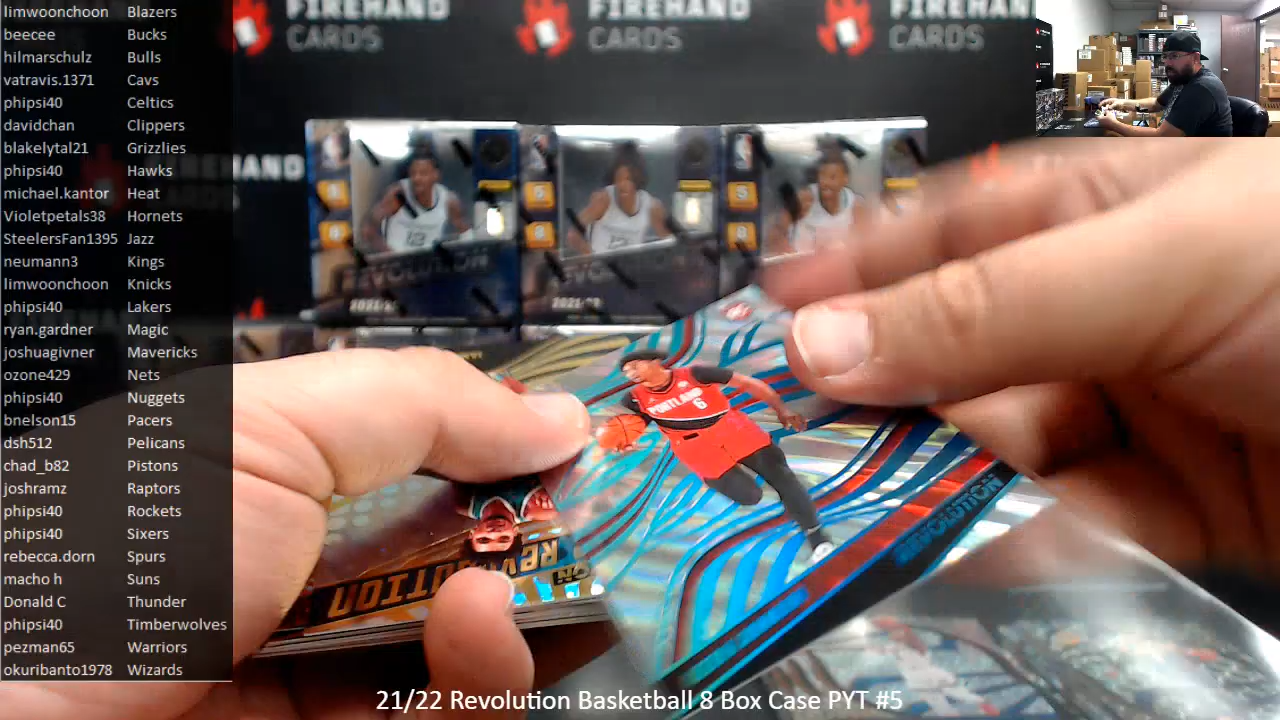 limwoonchoon Blazers
beecee Bucks
hilmarschulz Bulls
vatravis.1371 Cavs
phipsi40 Celtics
davidchan Clippers
blakelytal21 Grizzlies
phipsi40 Hawks
michael.kantor Heat
Violetpetals38 Hornets
SteelersFan1395 Jazz
neumann3 Kings
limwoonchoon Knicks
phipsi40 Lakers
ryan.gardner Magic
joshuagivner Mavericks
ozone429 Nets
phipsi40 Nuggets
bnelson15 Pacers
dsh512 Pelicans
chad_b82 Pistons
joshramz Raptors
phipsi40 Rockets
phipsi40 Sixers
rebecca.dorn Spurs
macho h Suns
Donald C Thunder
phipsi40 Timberwolves
pezman65 Warriors
okuribanto1978 Wizards
FIREHAND CARDS
FIREHAND CARDS
FIREHAND CARDS
REVOLUTION
PORTLAND
6
REVOLUTION
21/22 Revolution Basketball 8 Box Case PYT #5